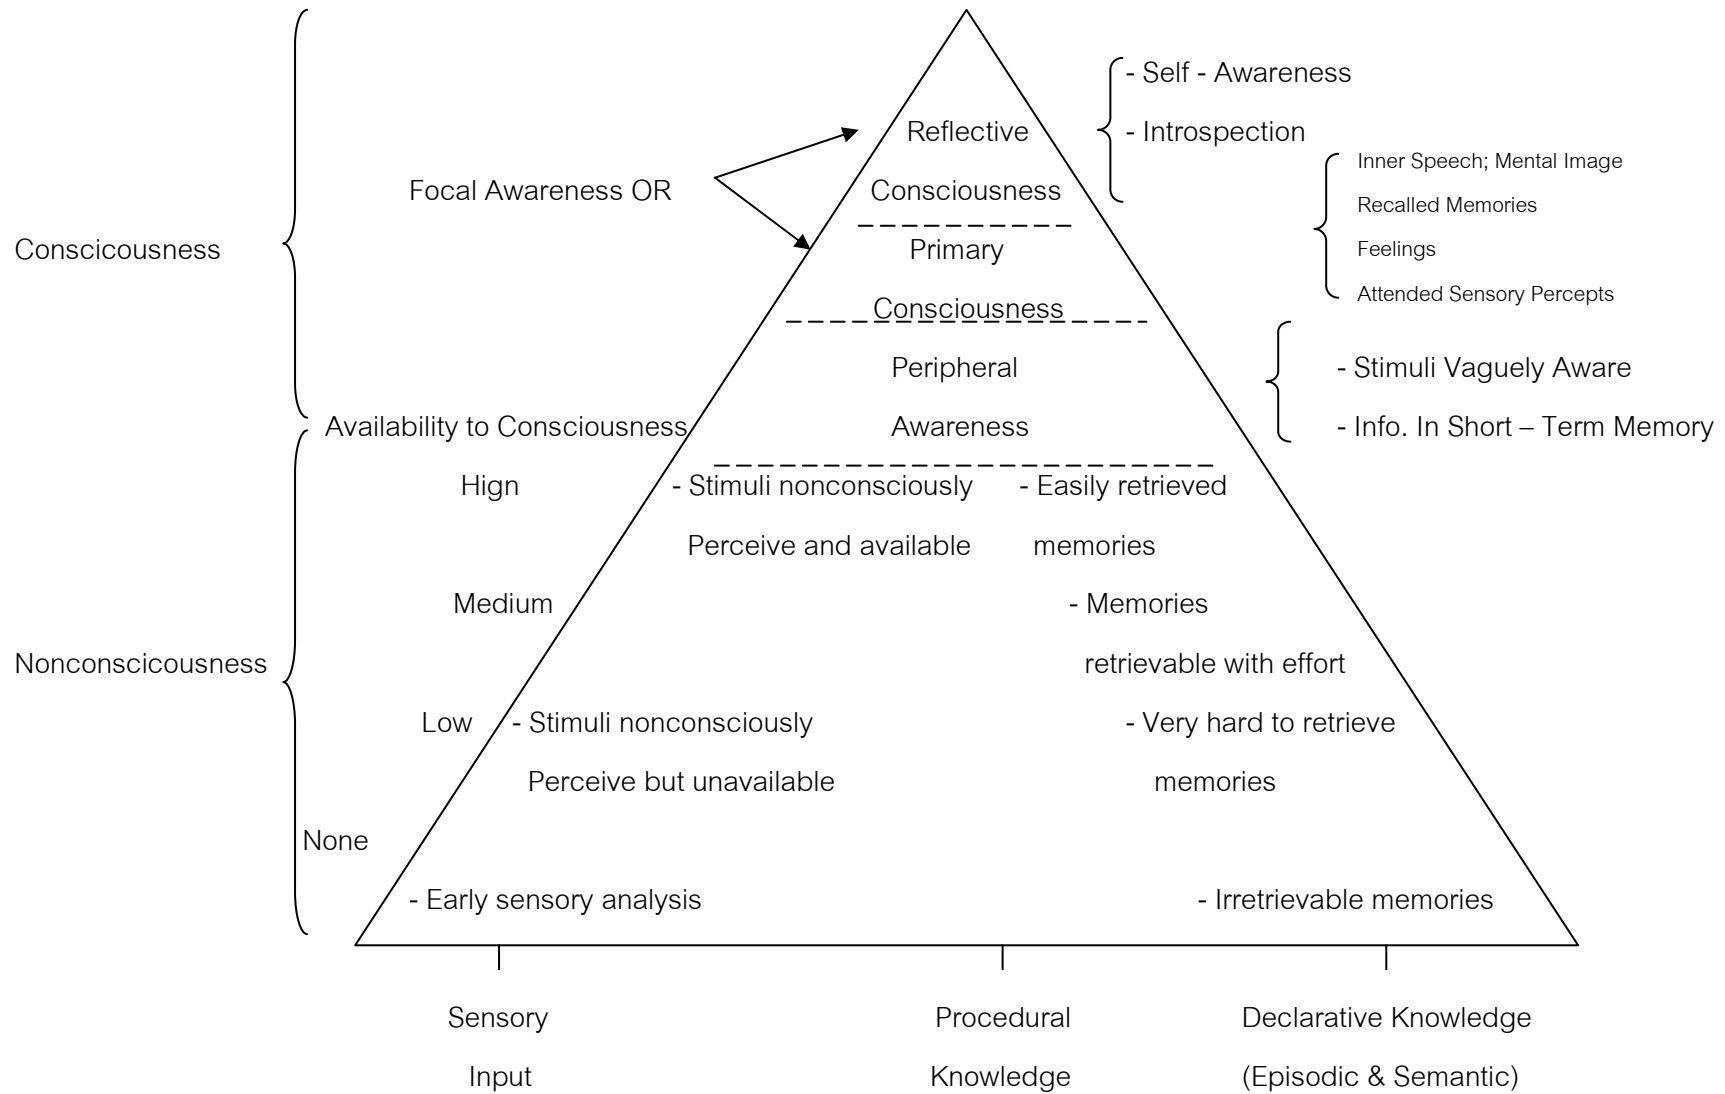 - Self - Awareness
Reflective
- Introspection
Inner Speech; Mental Image
Focal Awareness OR
Consciousness
Recalled Memories
Conscicousness
Primary
Feelings
Attended Sensory Percepts
Consciousness
Peripheral
- Stimuli Vaguely Aware
Availability to Consciousness
Awareness
- Info. In Short – Term Memory
Hign
- Stimuli nonconsciously
- Easily retrieved
Perceive and available
memories
Medium
- Memories
Nonconscicousness
retrievable with effort
Low
- Stimuli nonconsciously
- Very hard to retrieve
Perceive but unavailable
memories
None
- Early sensory analysis
- Irretrievable memories
Sensory
Procedural
Declarative Knowledge
Input
Knowledge
(Episodic & Semantic)